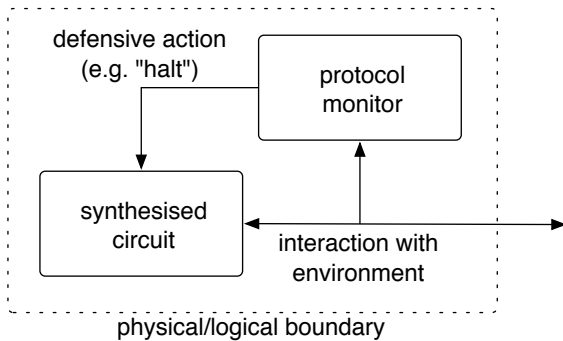 defensive action
(e.g. "halt")
protocol
monitor
synthesised
circuit
interaction with
environment
physical/logical boundary